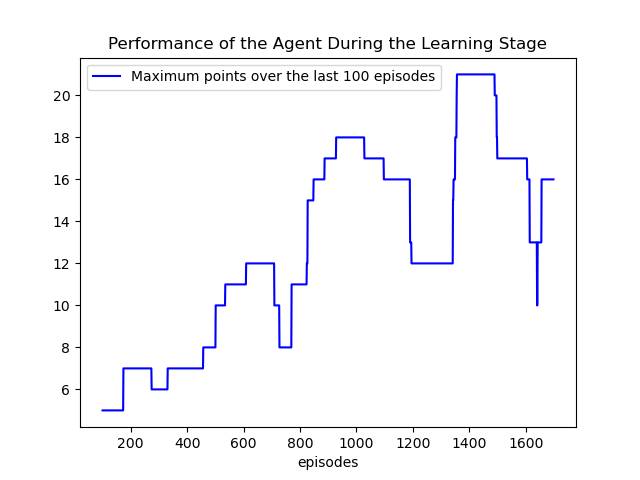 Performance of the Agent During the Learning Stage
Maximum points over the last 100 episodes
20
18
16
14
12
10
8
6
200 400 600 800 1000 1200 1400 1600
episodes